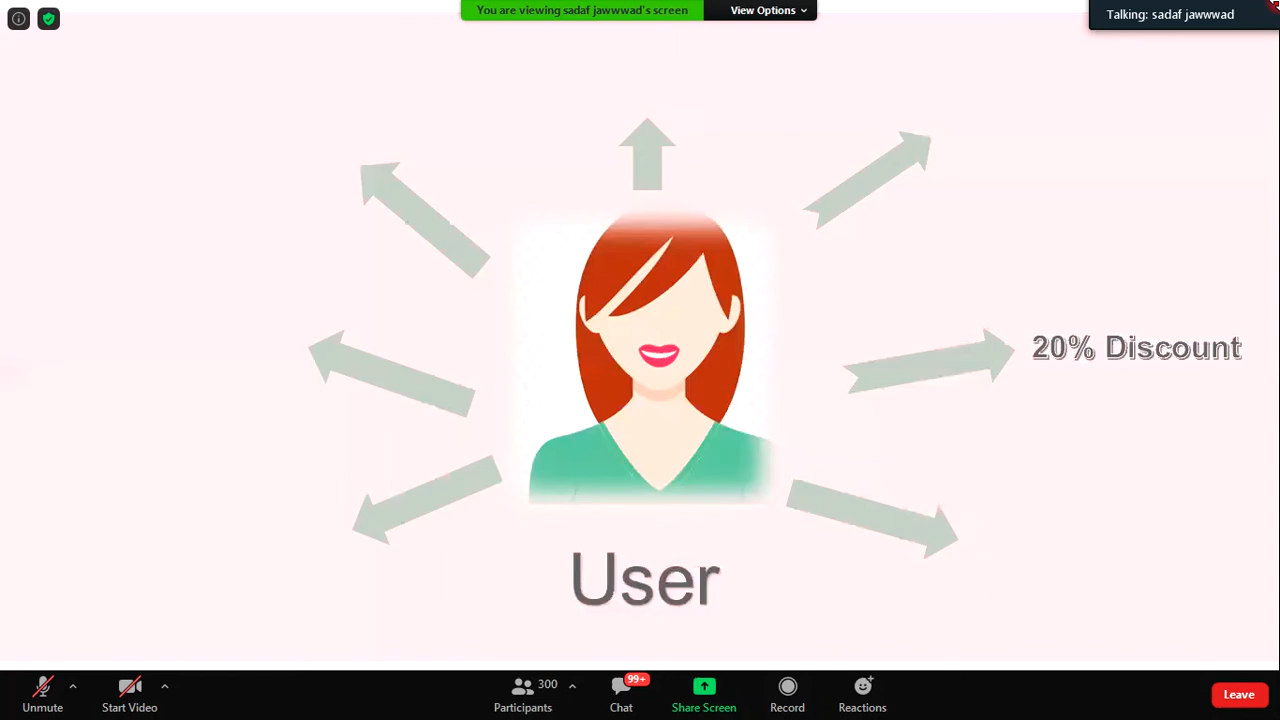 You are viewing sadaf jawwwad's screen
View Options
Talking: sadaf jawwwad
20% Discount
User
Unmute
Start Video
300
Participants
99+
Chat
Share Screen
Record
Reactions
Leave